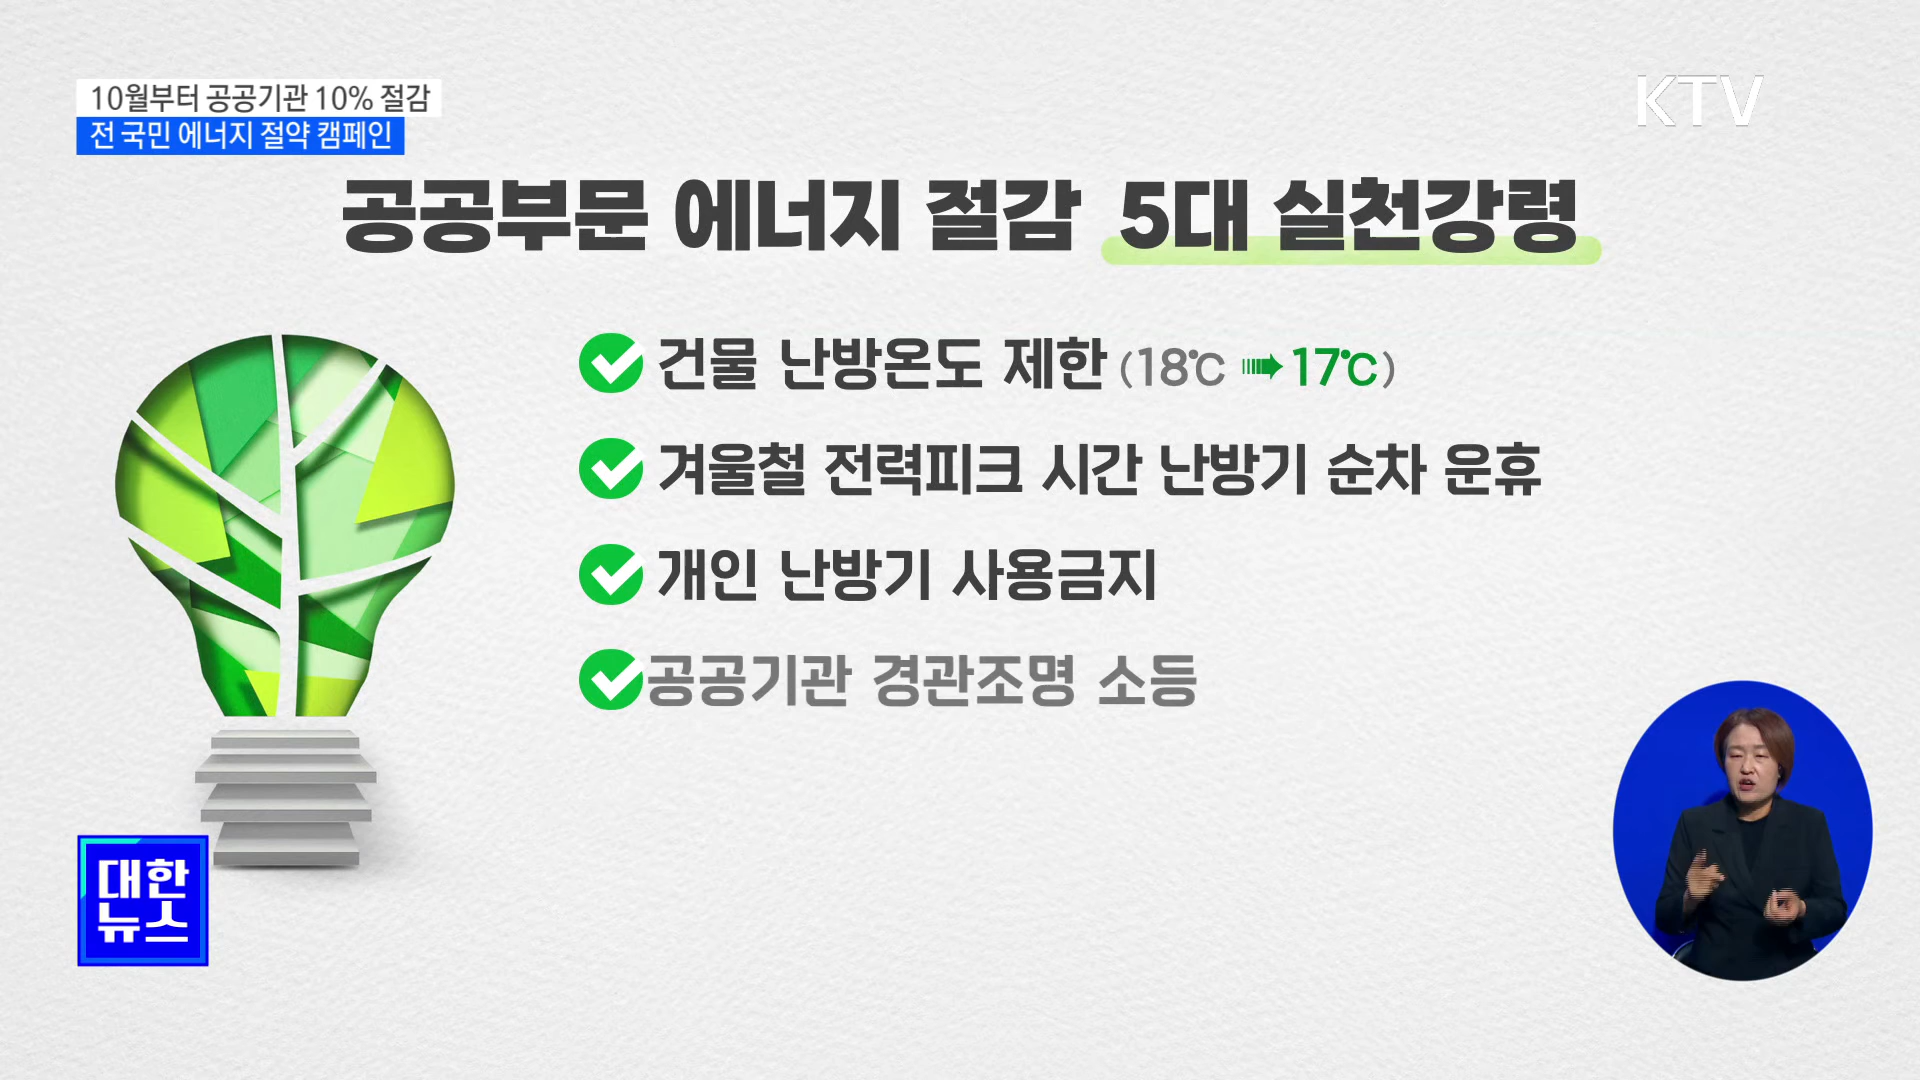 10월부터 공공기관 10% 절감
전 국민 에너지 절약 캠페인
KTV
공공부문 에너지 절감 5대 실천강령
건물 난방온도 제한 (18℃ ➠ 17℃)
겨울철 전력피크 시간 난방기 순차 운휴
개인 난방기 사용금지
공공기관 경관조명 소등
대한
뉴스